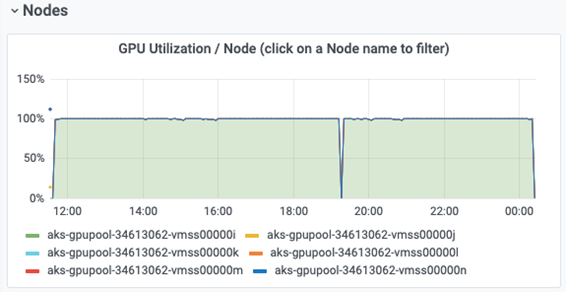 Nodes
GPU Utilization / Node (click on a Node name to filter)
150%
100%
50%
0%
12:00 14:00 16:00 18:00 20:00 22:00 00:00
aks-gpupool-34613062-vmss00000i aks-gpupool-34613062-vmss00000j
aks-gpupool-34613062-vmss00000k aks-gpupool-34613062-vmss00000l
aks-gpupool-34613062-vmss00000m aks-gpupool-34613062-vmss00000n